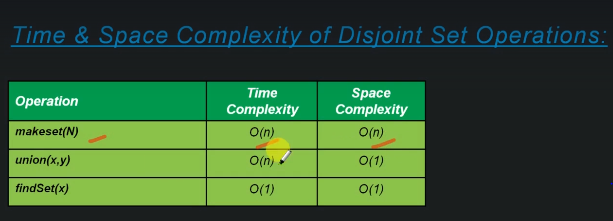 Time & Space Complexity of Disjoint Set Operations:
Operation Time Complexity Space Complexity
makeset(N) O(n) O(n)
union(x,y) O(n) O(1)
findSet(x) O(1) O(1)